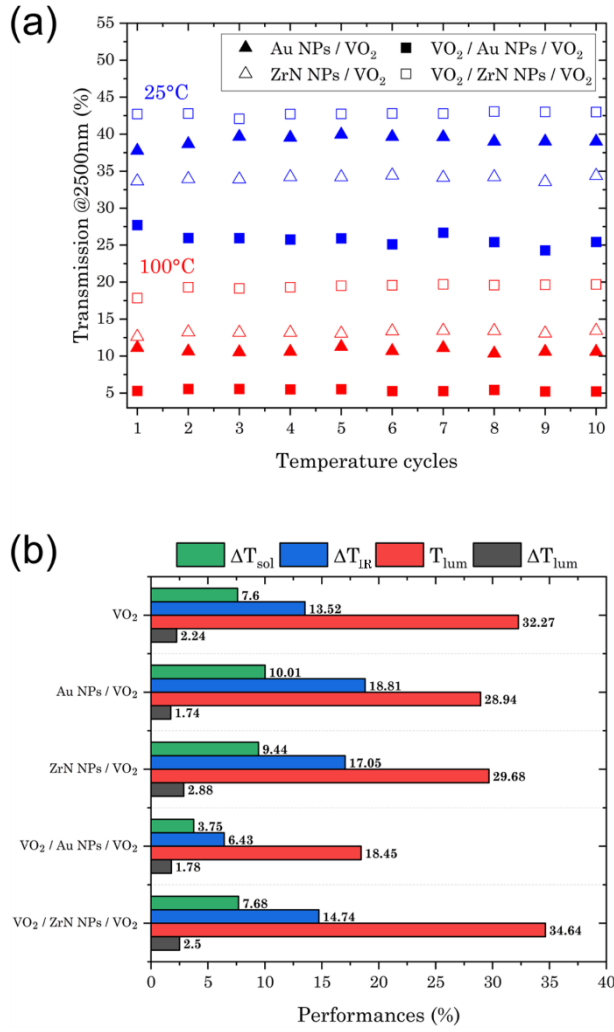 (a)
55
50
45
40
35
30
25
20
15
10
5
Transmission @2500nm (%)
Au NPs / VO₂
VO₂ / Au NPs / VO₂
ZrN NPs / VO₂
VO₂ / ZrN NPs / VO₂
25°C
100°C
1 2 3 4 5 6 7 8 9 10
Temperature cycles
(b)
ΔTsol ΔTIR Tlum ΔTlum
VO₂
7.6
13.52
32.27
2.24
Au NPs / VO₂
10.01
18.81
28.94
1.74
ZrN NPs / VO₂
9.44
17.05
29.68
2.88
VO₂ / Au NPs / VO₂
3.75
6.43
18.45
1.78
VO₂ / ZrN NPs / VO₂
7.68
14.74
34.64
2.5
0 5 10 15 20 25 30 35 40
Performances (%)